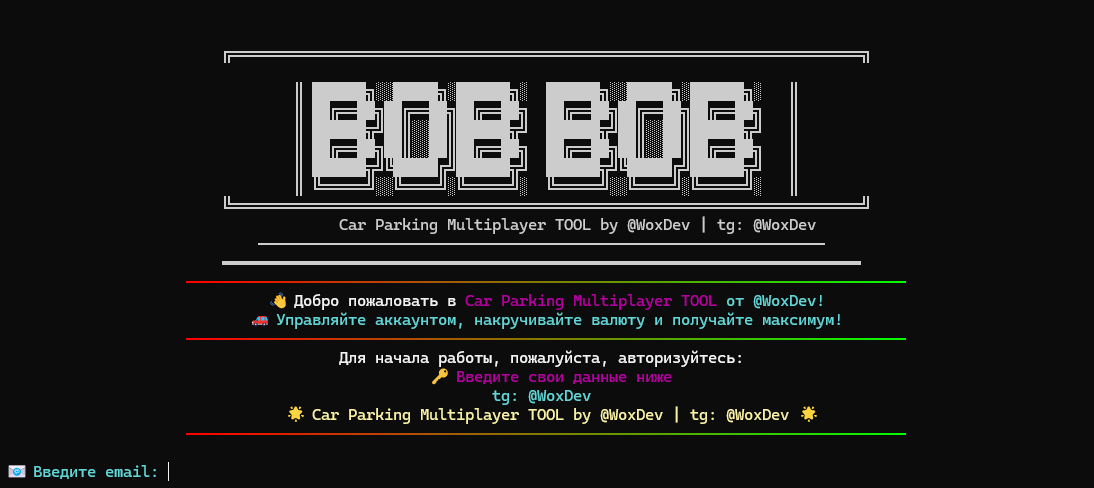 BOB BOB
Car Parking Multiplayer TOOL by @WoxDev | tg: @WoxDev
👋 Добро пожаловать в Car Parking Multiplayer TOOL от @WoxDev!
🚗 Управляйте аккаунтом, накручивайте валюту и получайте максимум!
Для начала работы, пожалуйста, авторизуйтесь:
🔑 Введите свои данные ниже
tg: @WoxDev
🌟 Car Parking Multiplayer TOOL by @WoxDev | tg: @WoxDev 🌟
📧 Введите email: